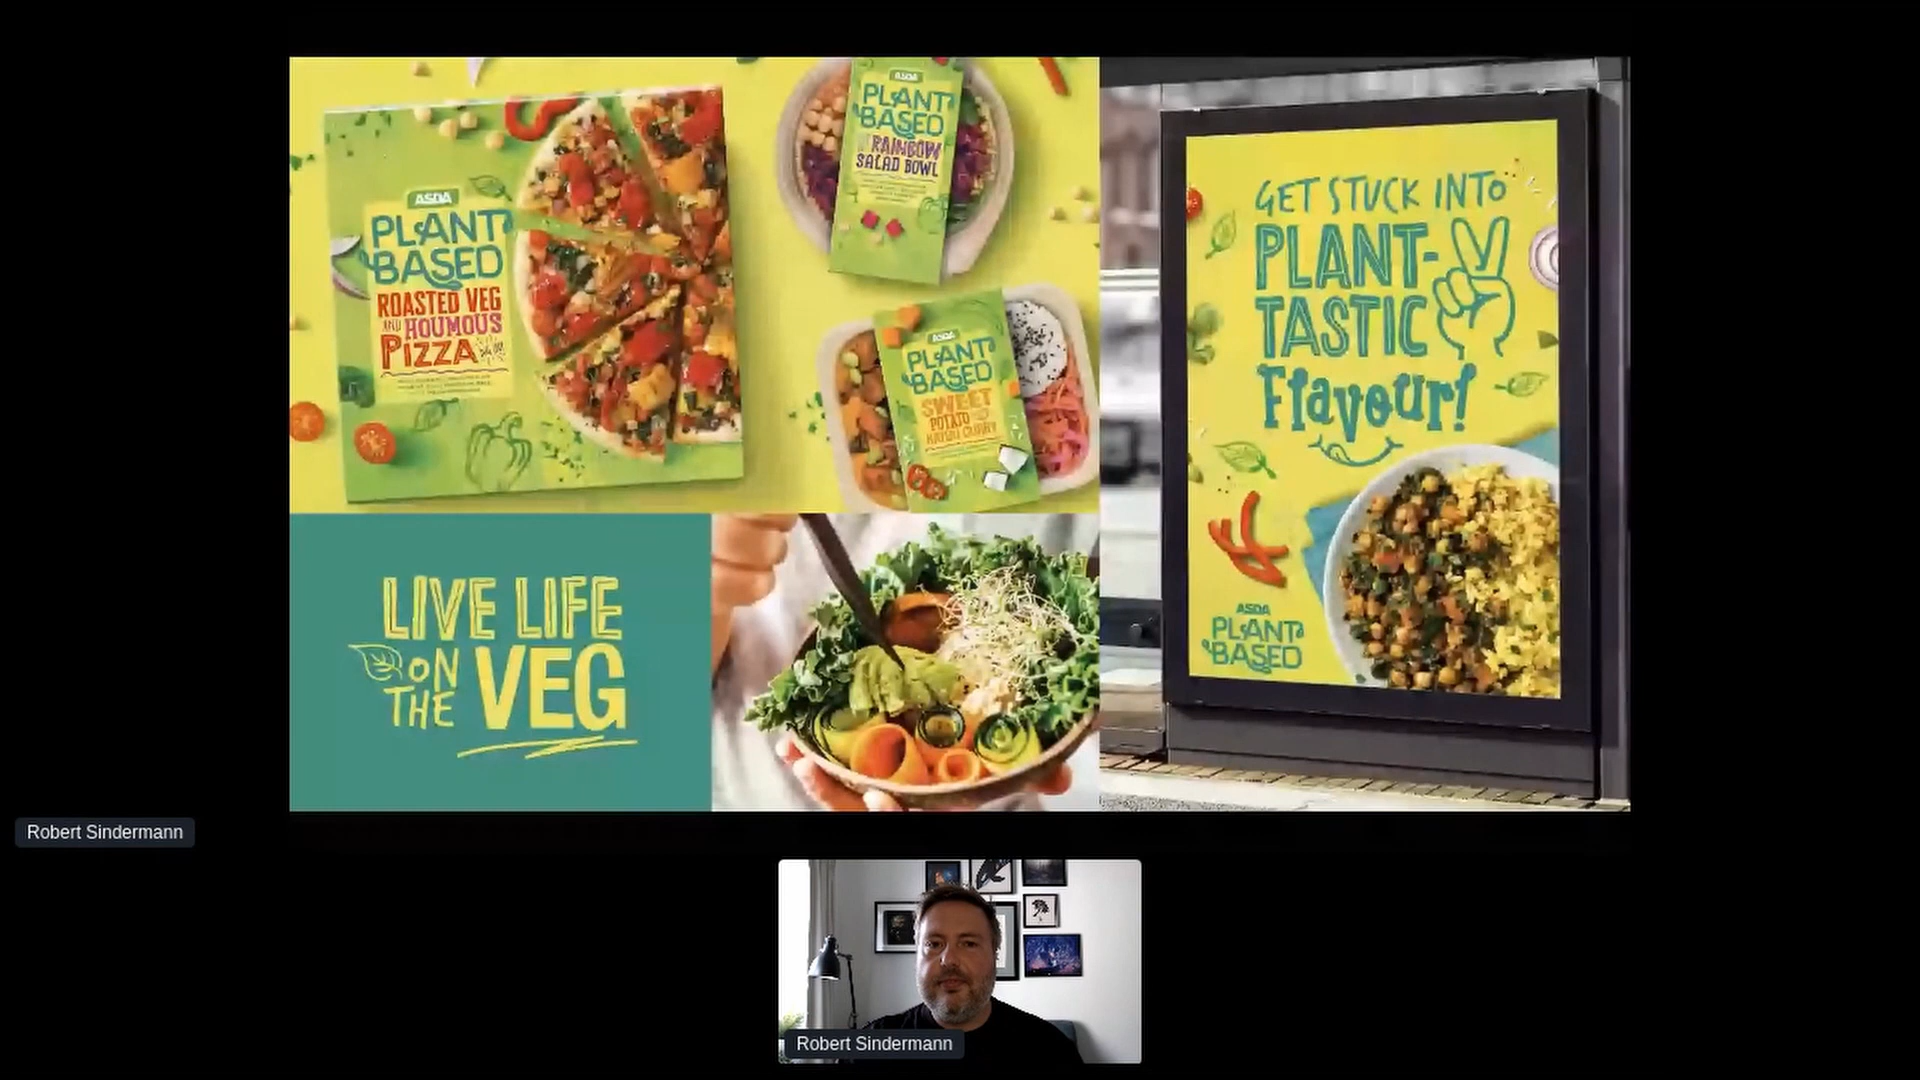 ASDA
PLANT
BASED
ROASTED VEG
AND HOUMOUS
PIZZA
ASDA
PLANT
BASED
RAINBOW
SALAD BOWL
ASDA
PLANT
BASED
SWEET
POTATO
CURRY
GET STUCK INTO
PLANT-
TASTIC
Flavour!
ASDA
PLANT
BASED
LIVE LIFE
ON
THE VEG
Robert Sindermann
Robert Sindermann